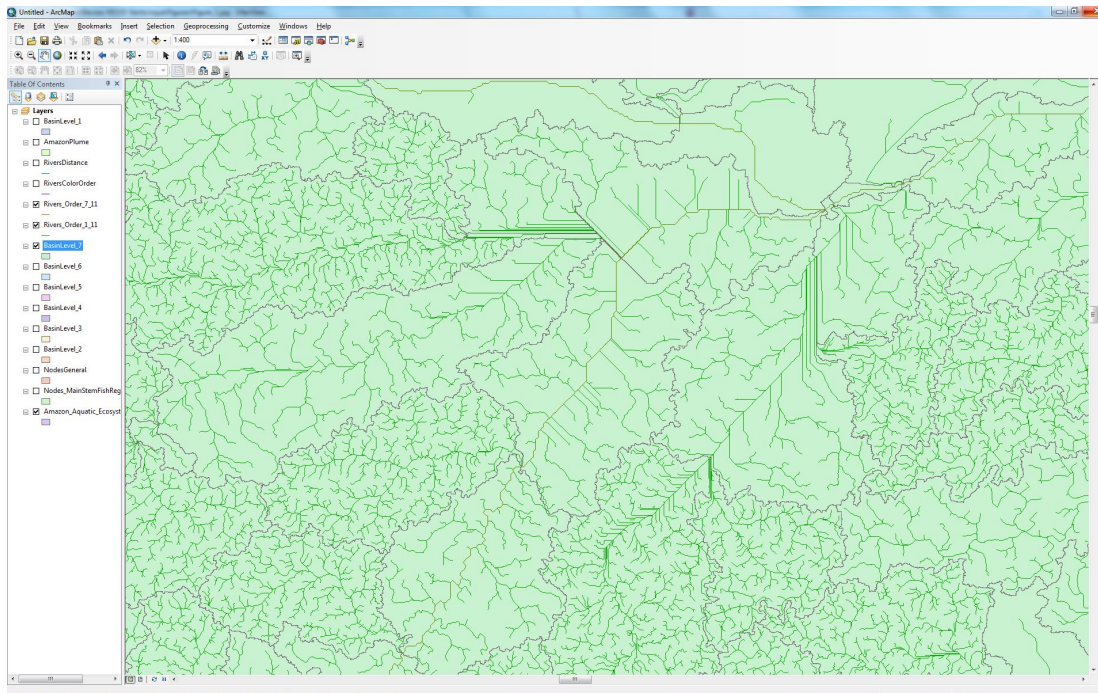 Untitled - ArcMap
File Edit View Bookmarks Insert Selection Geoprocessing Customize Windows Help
1:400
82%
Table Of Contents
Layers
BasinLevel_1
AmazonPlume
RiversDistance
RiversColorOrder
Rivers_Order_7_11
Rivers_Order_1_11
BasinLevel_7
BasinLevel_6
BasinLevel_5
BasinLevel_4
BasinLevel_3
BasinLevel_2
NodesGeneral
Nodes_MainStemFishReg
Amazon_Aquatic_Ecosyst